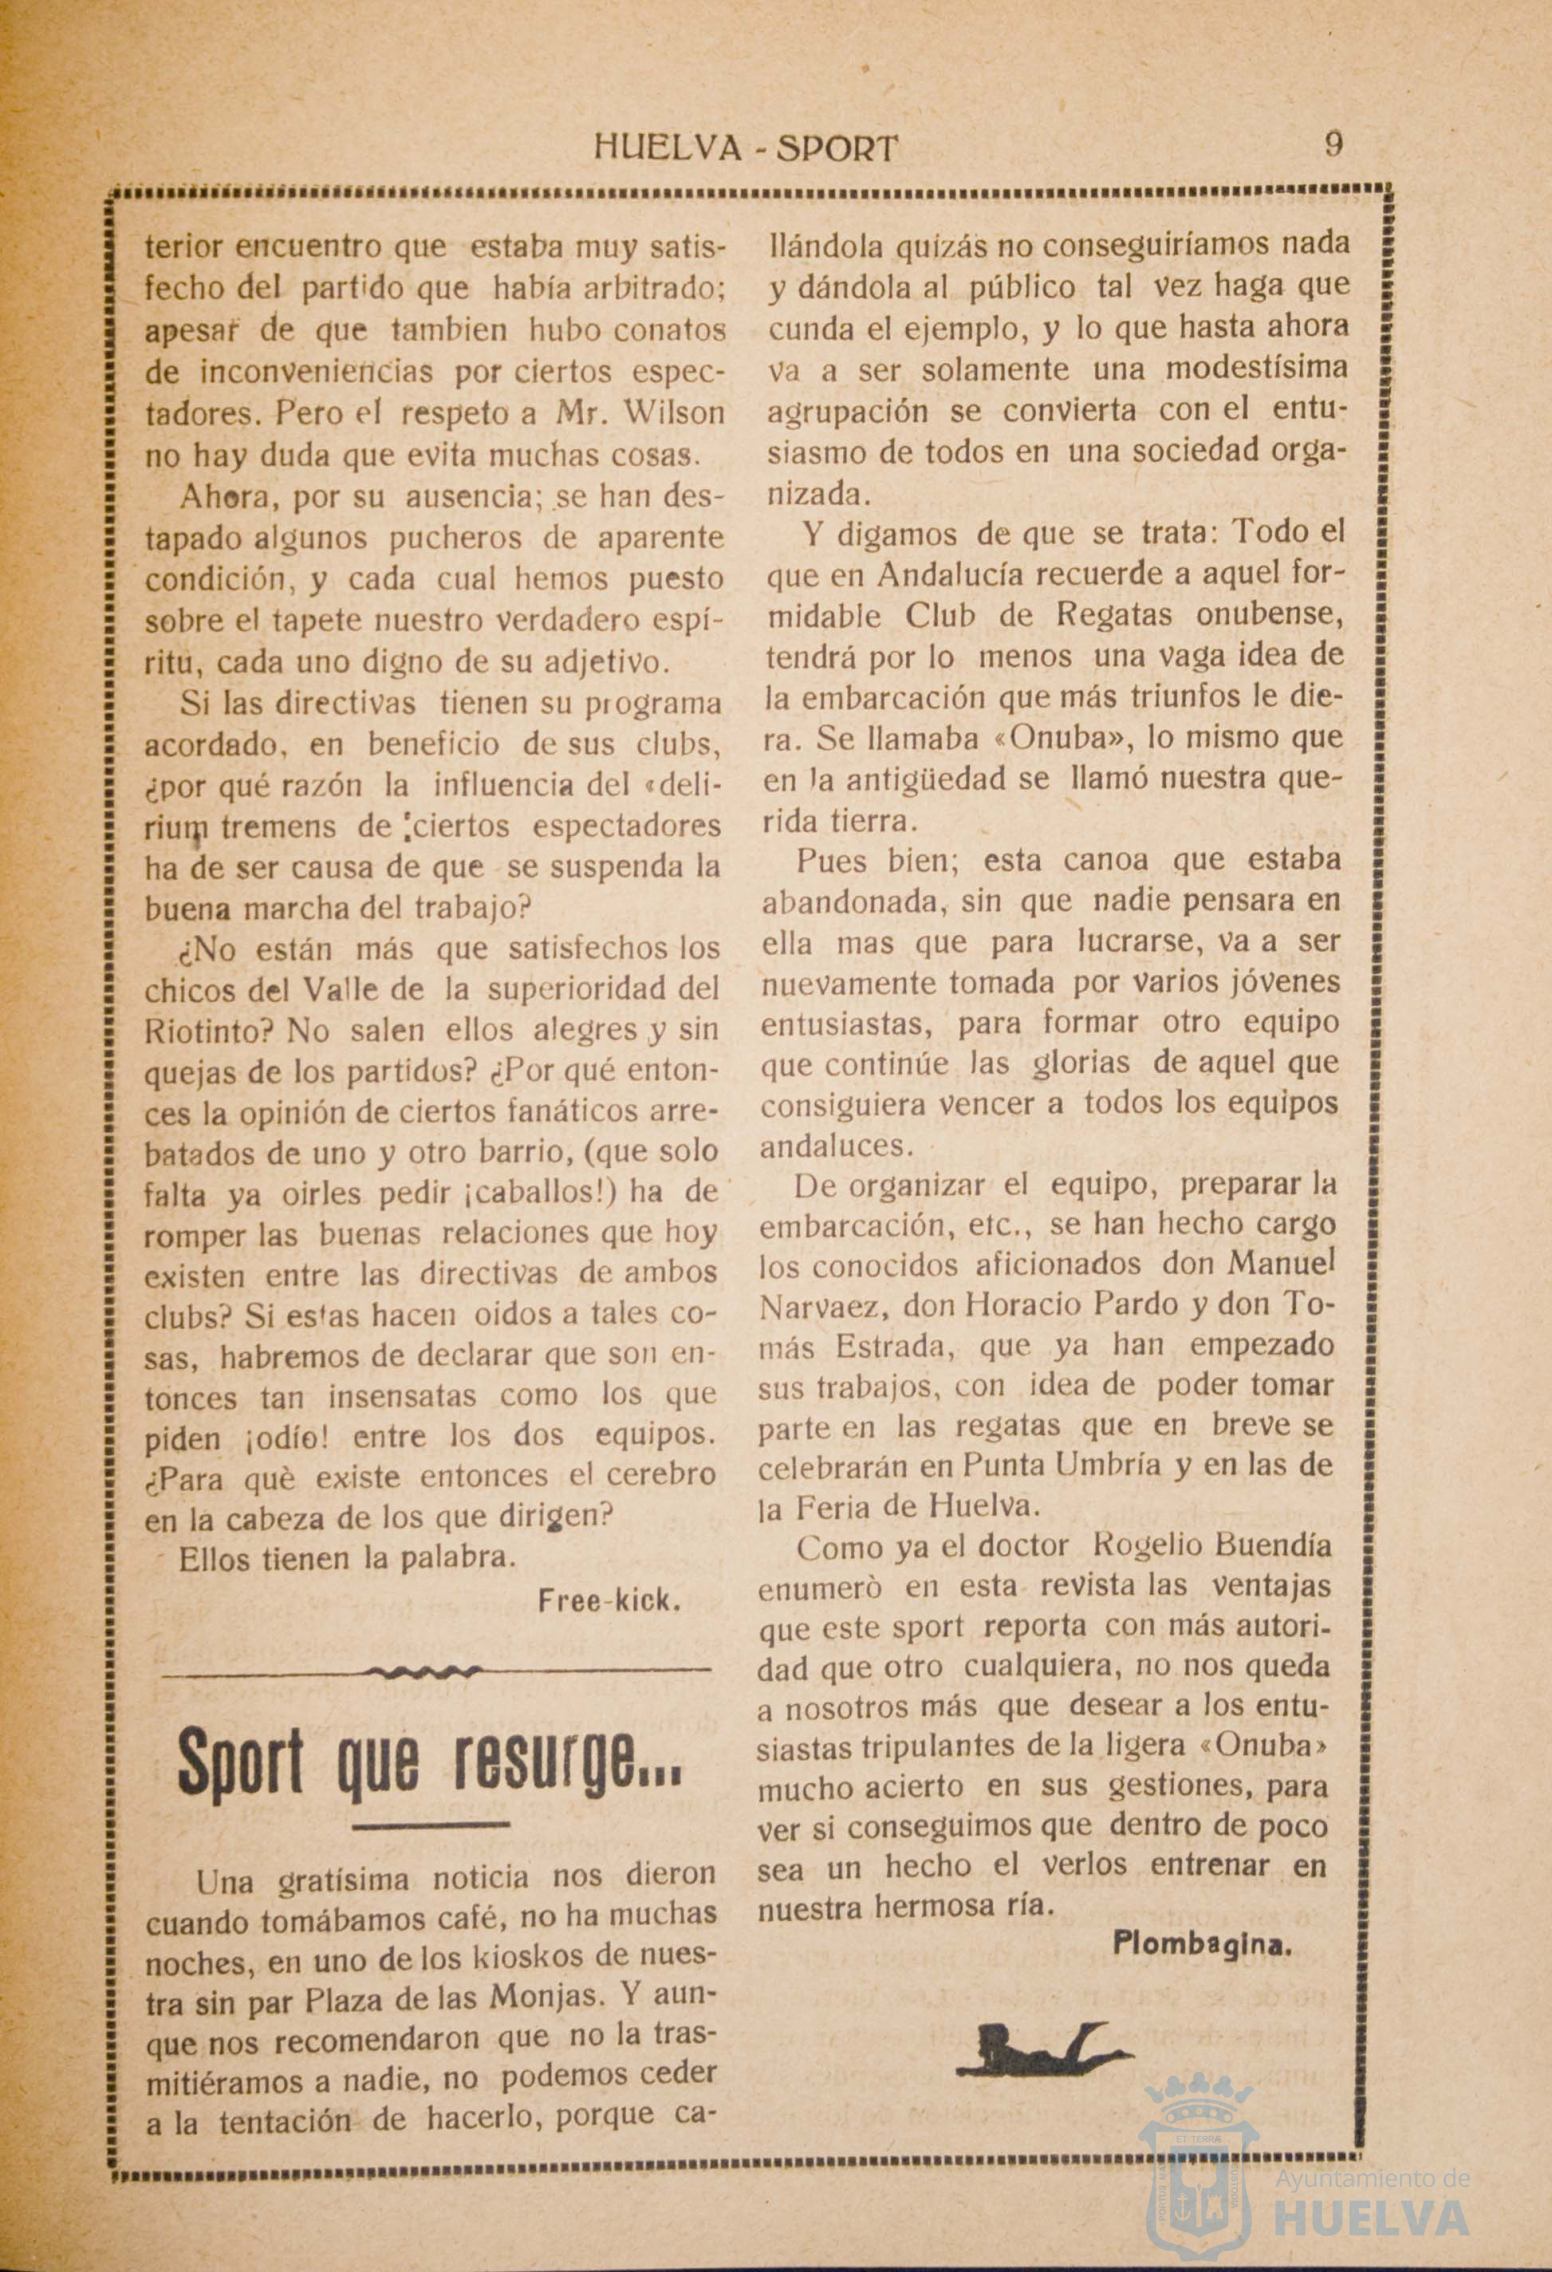 HUELVA - SPORT
9
terior encuentro que estaba muy satis-
fecho del partido que había arbitrado;
apesar de que tambien hubo conatos
de inconveniencias por ciertos espec-
tadores. Pero el respeto a Mr. Wilson
no hay duda que evita muchas cosas.
Ahora, por su ausencia; se han des-
tapado algunos pucheros de aparente
condición, y cada cual hemos puesto
sobre el tapete nuestro verdadero espí-
ritu, cada uno digno de su adjetivo.
Si las directivas tienen su programa
acordado, en beneficio de sus clubs,
¿por qué razón la influencia del «deli-
rium tremens de ciertos espectadores
ha de ser causa de que se suspenda la
buena marcha del trabajo?
¿No están más que satisfechos los
chicos del Valle de la superioridad del
Riotinto? No salen ellos alegres y sin
quejas de los partidos? ¿Por qué enton-
ces la opinión de ciertos fanáticos arre-
batados de uno y otro barrio, (que solo
falta ya oirles pedir ¡caballos!) ha de
romper las buenas relaciones que hoy
existen entre las directivas de ambos
clubs? Si estas hacen oidos a tales co-
sas, habremos de declarar que son en-
tonces tan insensatas como los que
piden ¡odío! entre los dos equipos.
¿Para què existe entonces el cerebro
en la cabeza de los que dirigen?
Ellos tienen la palabra.
Free-kick.
Sport que resurge...
Una gratísima noticia nos dieron
cuando tomábamos café, no ha muchas
noches, en uno de los kioskos de nues-
tra sin par Plaza de las Monjas. Y aun-
que nos recomendaron que no la tras-
mitiéramos a nadie, no podemos ceder
a la tentación de hacerlo, porque ca-
llándola quizás no conseguiríamos nada
y dándola al público tal vez haga que
cunda el ejemplo, y lo que hasta ahora
va a ser solamente una modestísima
agrupación se convierta con el entu-
siasmo de todos en una sociedad orga-
nizada.
Y digamos de que se trata: Todo el
que en Andalucía recuerde a aquel for-
midable Club de Regatas onubense,
tendrá por lo menos una vaga idea de
la embarcación que más triunfos le die-
ra. Se llamaba «Onuba», lo mismo que
en la antigüedad se llamó nuestra que-
rida tierra.
Pues bien; esta canoa que estaba
abandonada, sin que nadie pensara en
ella mas que para lucrarse, va a ser
nuevamente tomada por varios jóvenes
entusiastas, para formar otro equipo
que continúe las glorias de aquel que
consiguiera vencer a todos los equipos
andaluces.
De organizar el equipo, preparar la
embarcación, etc., se han hecho cargo
los conocidos aficionados don Manuel
Narvaez, don Horacio Pardo y don To-
más Estrada, que ya han empezado
sus trabajos, con idea de poder tomar
parte en las regatas que en breve se
celebrarán en Punta Umbría y en las de
la Feria de Huelva.
Como ya el doctor Rogelio Buendía
enumerò en esta revista las ventajas
que este sport reporta con más autori-
dad que otro cualquiera, no nos queda
a nosotros más que desear a los entu-
siastas tripulantes de la ligera «Onuba»
mucho acierto en sus gestiones, para
ver si conseguimos que dentro de poco
sea un hecho el verlos entrenar en
nuestra hermosa ría.
Plombagina.
ET TERRÆ
PORTUS MA
CUSTODIA
Ayuntamiento de
HUELVA